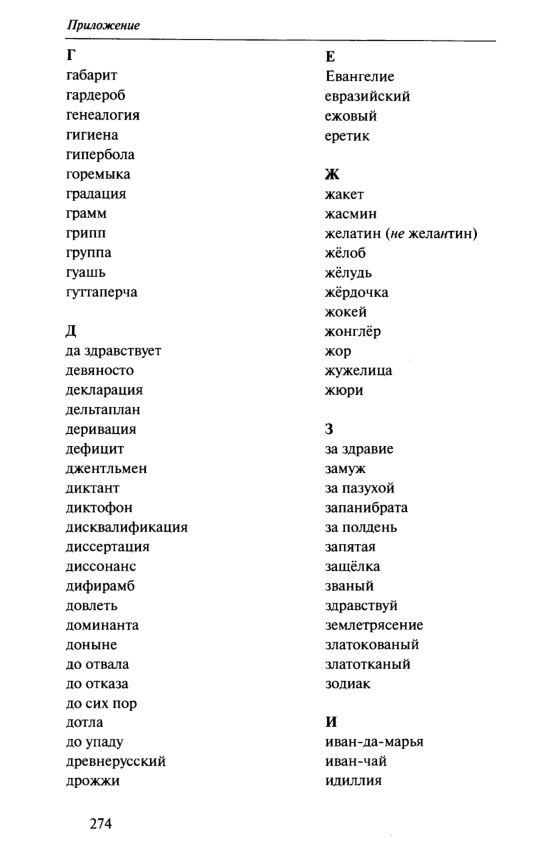 Приложение
Г
габарит
гардероб
генеалогия
гигиена
гипербола
горемыка
градация
грамм
грипп
группа
гуашь
гуттаперча
Д
да здравствует
девяносто
декларация
дельтаплан
деривация
дефицит
джентльмен
диктант
диктофон
дисквалификация
диссертация
диссонанс
дифирамб
довлеть
доминанта
доныне
до отвала
до отказа
до сих пор
дотла
до упаду
древнерусский
дрожжи
Е
Евангелие
евразийский
ежовый
еретик
Ж
жакет
жасмин
желатин (не желантин)
жёлоб
жёлудь
жёрдочка
жокей
жонглёр
жор
жужелица
жюри
З
за здравие
замуж
за пазухой
запанибрата
за полдень
запятая
защёлка
званый
здравствуй
землетрясение
златокованый
златотканый
зодиак
И
иван-да-марья
иван-чай
идиллия
274